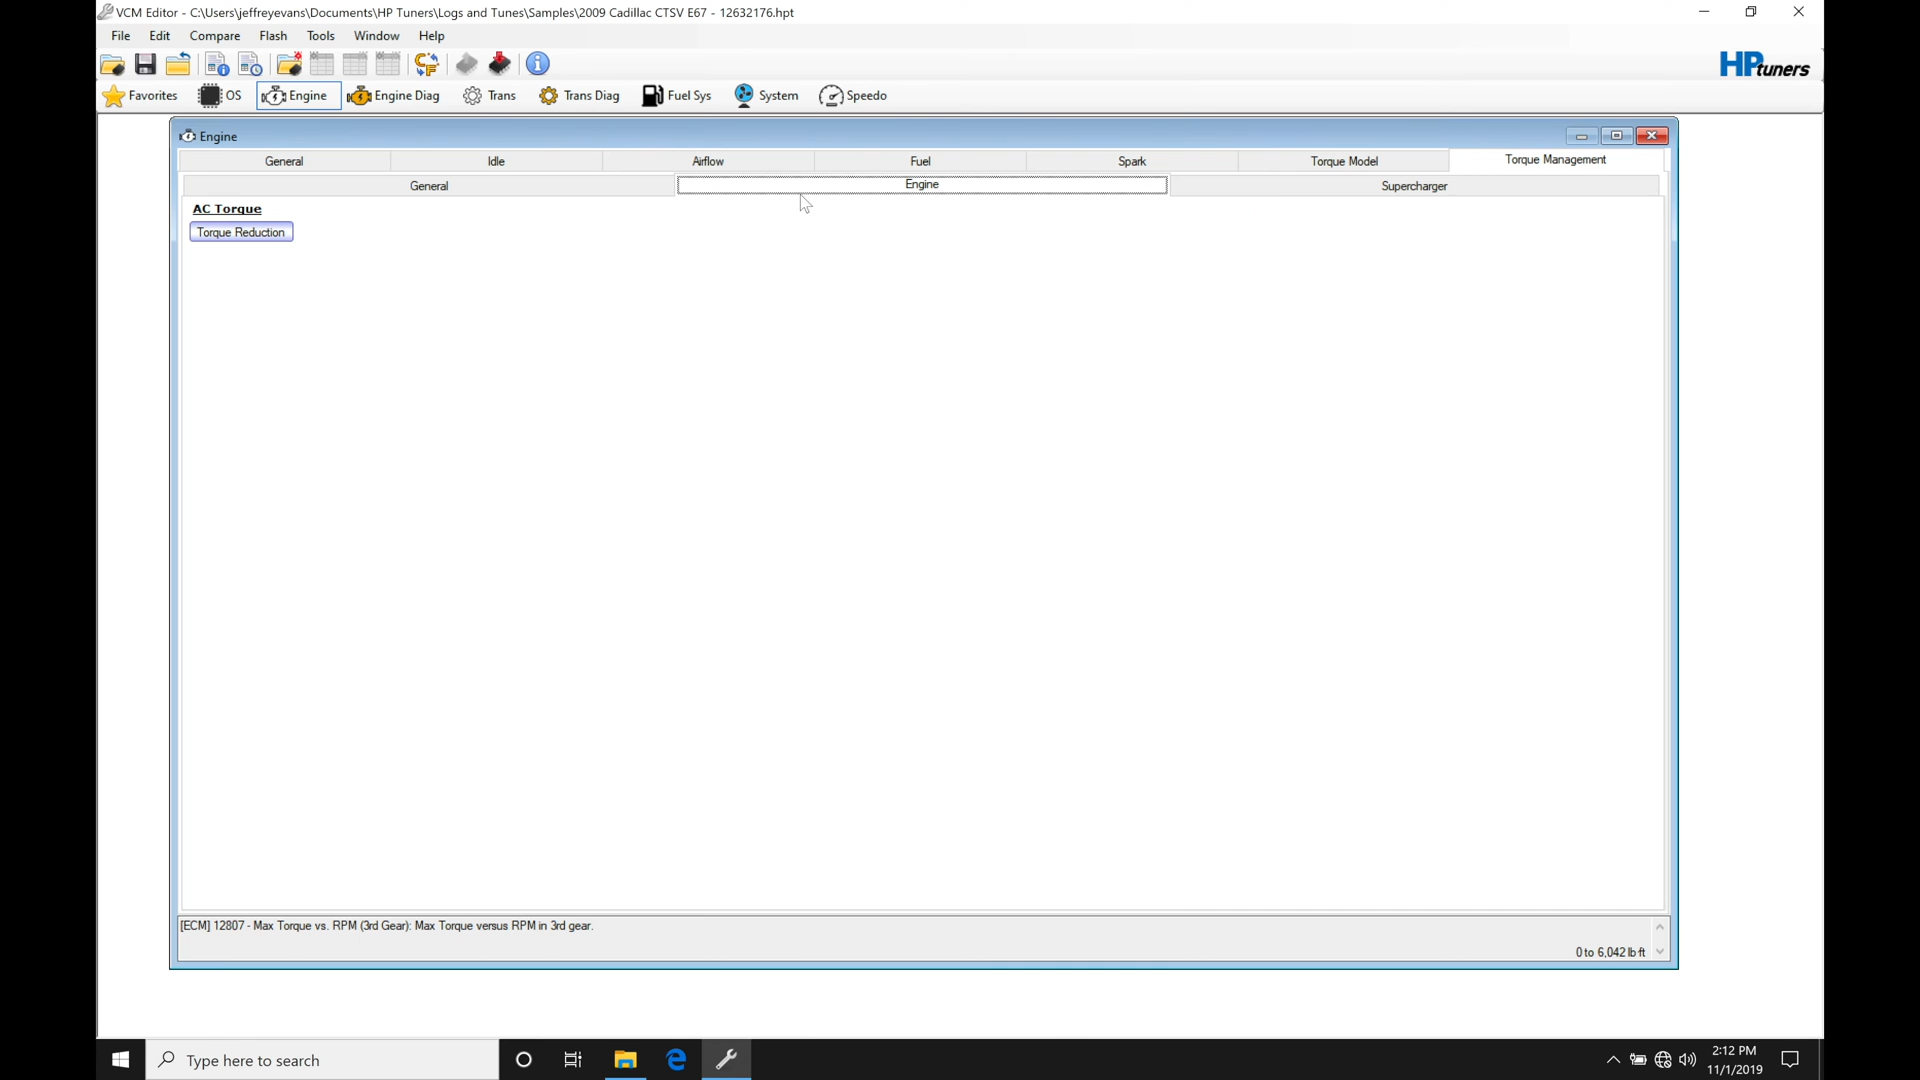 VCM Editor - C:\Users\jeffreyevans\Documents\HP Tuners\Logs and Tunes\Samples\2009 Cadillac CTSV E67 - 12632176.hpt
File Edit Compare Flash Tools Window Help
HPtuners
Favorites OS Engine Engine Diag Trans Trans Diag Fuel Sys System Speedo
Engine
General Idle Airflow Fuel Spark Torque Model Torque Management
General Engine Supercharger
AC Torque
Torque Reduction
[ECM] 12807 - Max Torque vs. RPM (3rd Gear): Max Torque versus RPM in 3rd gear.
0 to 6,042 lb ft
Type here to search
2:12 PM
11/1/2019